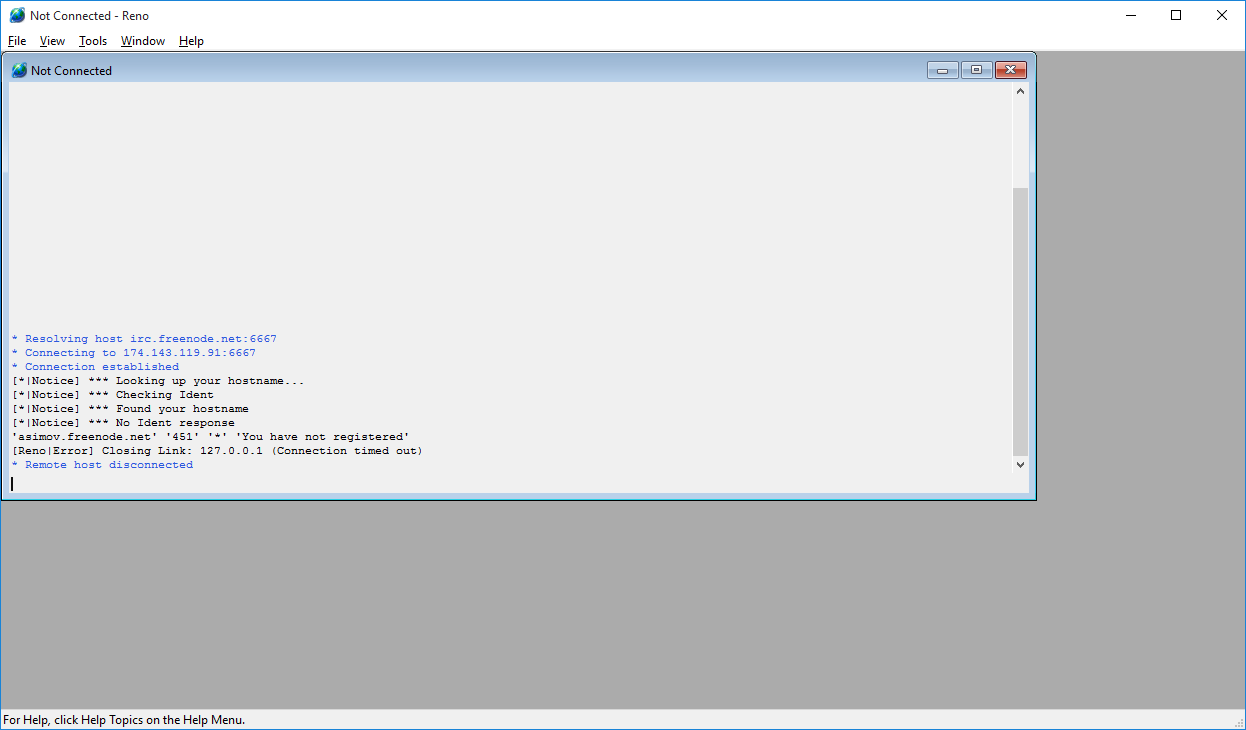 Not Connected - Reno
File View Tools Window Help
Not Connected
* Resolving host irc.freenode.net:6667
* Connecting to 174.143.119.91:6667
* Connection established
[*|Notice] *** Looking up your hostname...
[*|Notice] *** Checking Ident
[*|Notice] *** Found your hostname
[*|Notice] *** No Ident response
'asimov.freenode.net' '451' '*' 'You have not registered'
[Reno|Error] Closing Link: 127.0.0.1 (Connection timed out)
* Remote host disconnected
For Help, click Help Topics on the Help Menu.